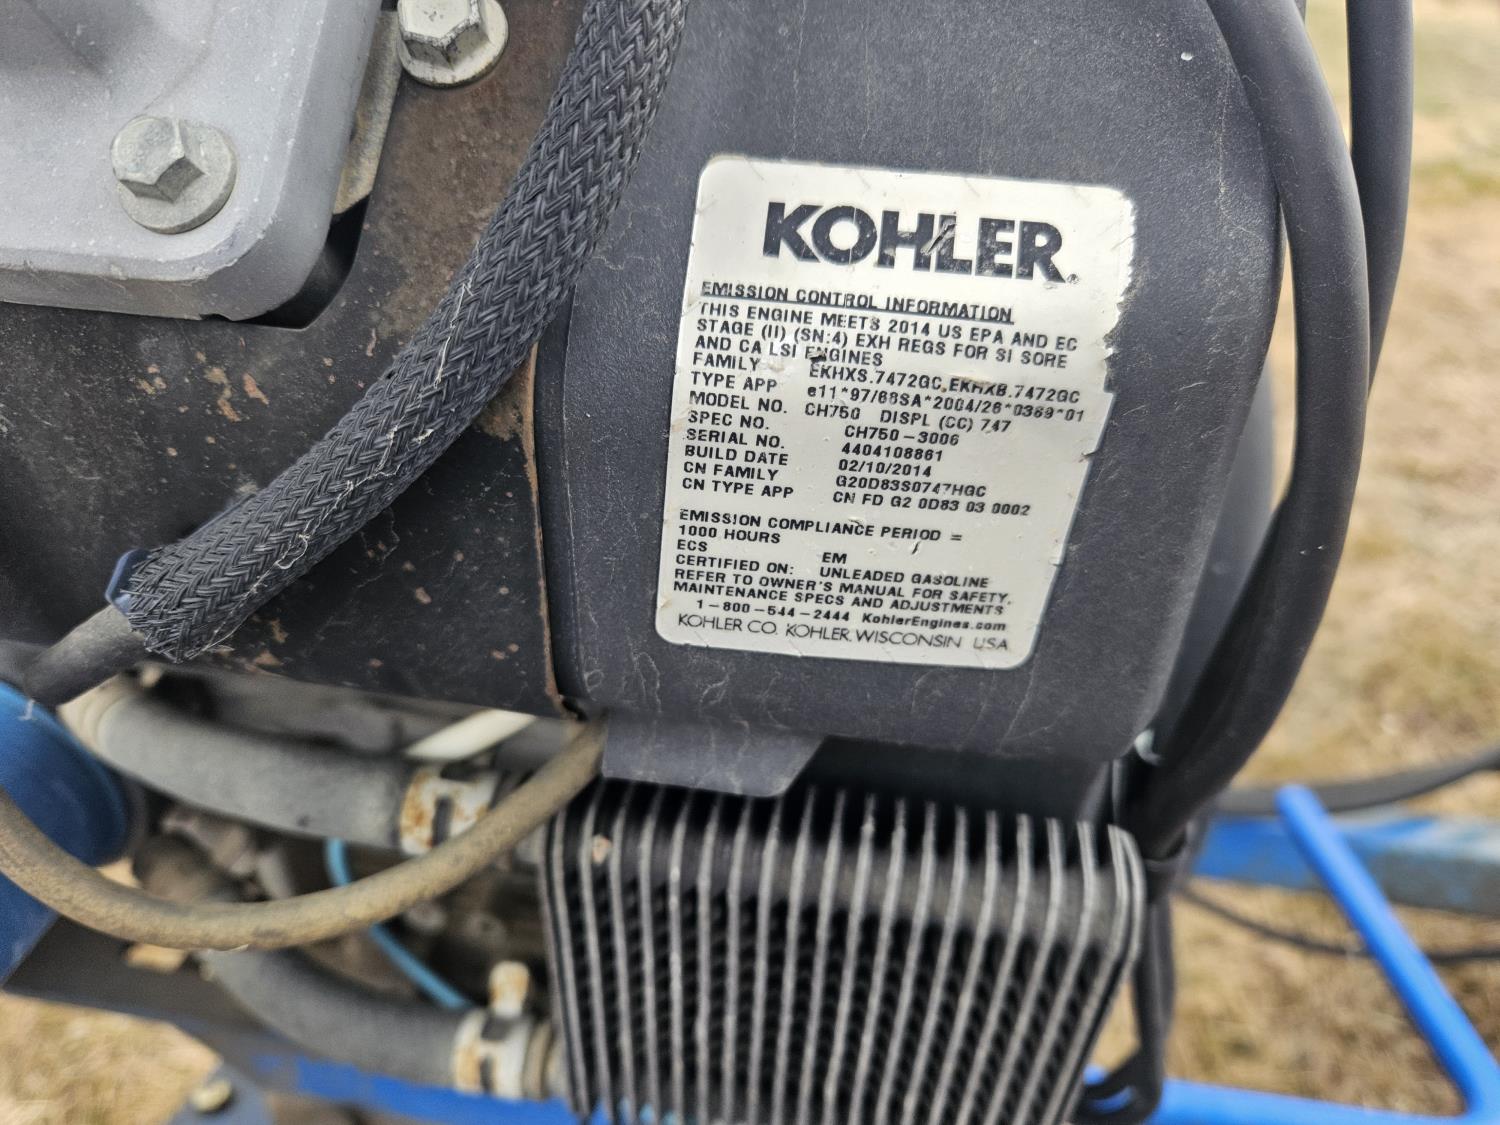 KOHLER.
EMISSION CONTROL INFORMATION
THIS ENGINE MEETS 2014 US EPA AND EC
STAGE (II) (SN:4) EXH REGS FOR SI SORE
AND CA LSI ENGINES
FAMILY EKHXS.7472GC,EKHXB.7472GC
TYPE APP e11*97/68SA*2004/26*0369*01
MODEL NO. CH750 DISPL (CC) 747
SPEC NO. CH750-3006
SERIAL NO. 4404108861
BUILD DATE 02/10/2014
CN FAMILY G20D83S0747HGC
CN TYPE APP CN FD G2 0D83 03 0002
EMISSION COMPLIANCE PERIOD =
1000 HOURS
ECS EM
CERTIFIED ON: UNLEADED GASOLINE
REFER TO OWNER'S MANUAL FOR SAFETY,
MAINTENANCE SPECS AND ADJUSTMENTS
1-800-544-2444 KohlerEngines.com
KOHLER CO. KOHLER, WISCONSIN USA